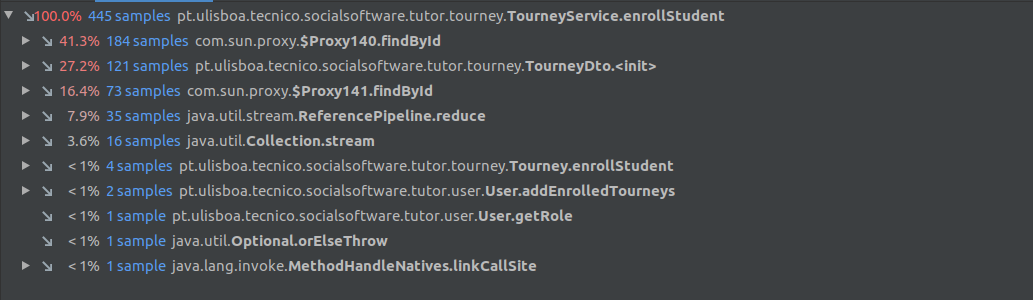 100.0% 445 samples pt.ulisboa.tecnico.socialsoftware.tutor.tourney.TourneyService.enrollStudent
41.3% 184 samples com.sun.proxy.$Proxy140.findById
27.2% 121 samples pt.ulisboa.tecnico.socialsoftware.tutor.tourney.TourneyDto.<init>
16.4% 73 samples com.sun.proxy.$Proxy141.findById
7.9% 35 samples java.util.stream.ReferencePipeline.reduce
3.6% 16 samples java.util.Collection.stream
< 1% 4 samples pt.ulisboa.tecnico.socialsoftware.tutor.tourney.Tourney.enrollStudent
< 1% 2 samples pt.ulisboa.tecnico.socialsoftware.tutor.user.User.addEnrolledTourneys
< 1% 1 sample pt.ulisboa.tecnico.socialsoftware.tutor.user.User.getRole
< 1% 1 sample java.util.Optional.orElseThrow
< 1% 1 sample java.lang.invoke.MethodHandleNatives.linkCallSite